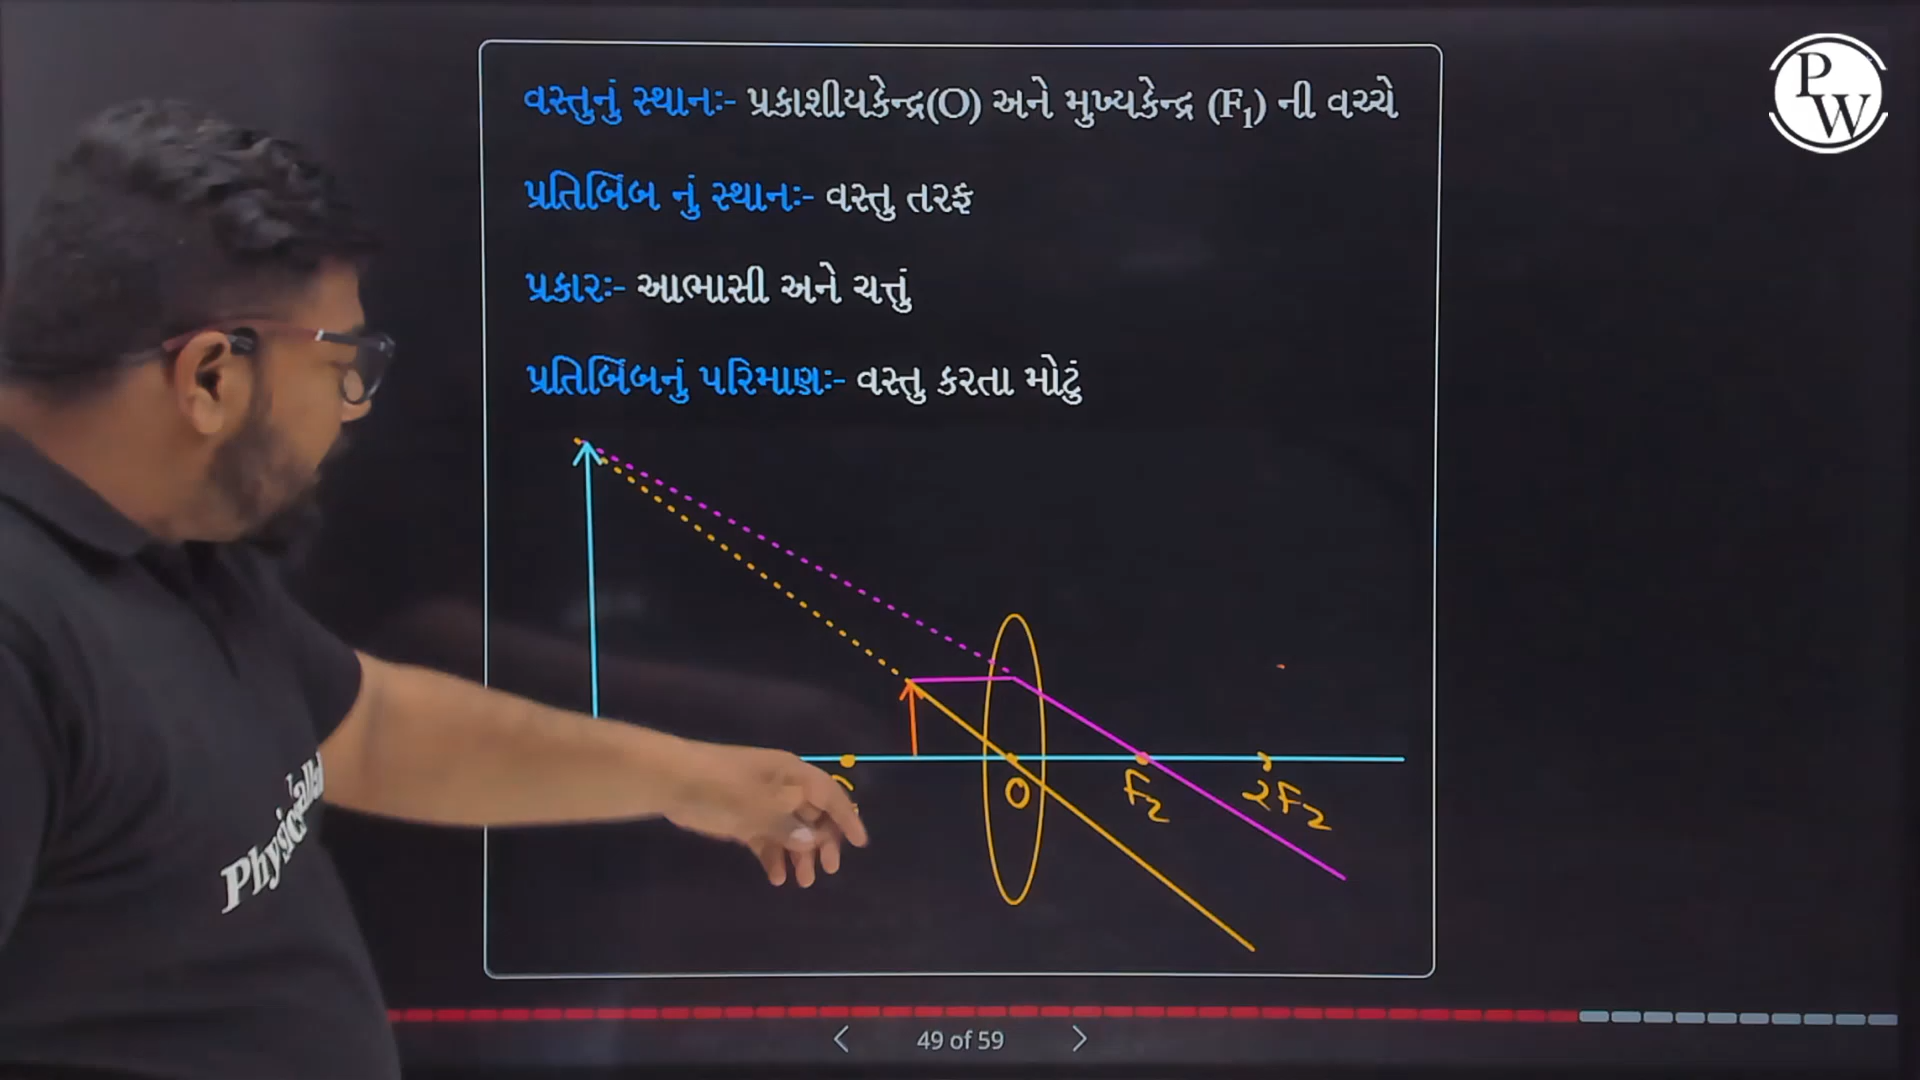 વસ્તુનું સ્થાનઃ- પ્રકાશીયકેન્દ્ર(O) અને મુખ્યકેન્દ્ર (F₁) ની વચ્ચે
પ્રતિબિંબ નું સ્થાનઃ- વસ્તુ તરફ
પ્રકારઃ- આભાસી અને ચત્તું
પ્રતિબિંબનું પરિમાણઃ- વસ્તુ કરતા મોટું
O F₂ 2F₂
49 of 59
PW